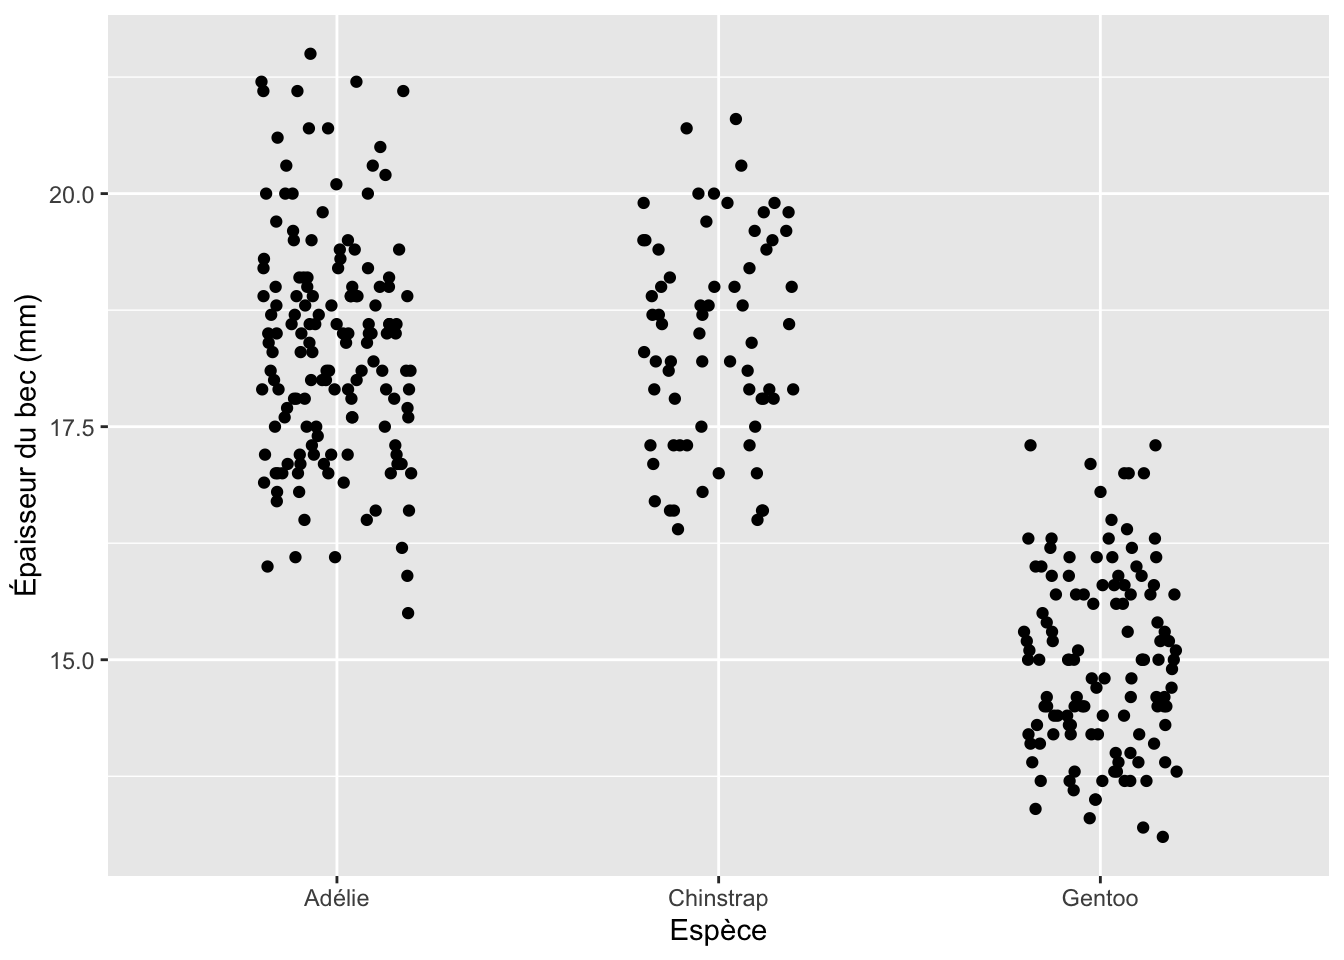 Épaisseur du bec (mm)
20.0
17.5
15.0
Adélie
Chinstrap
Gentoo
Espèce